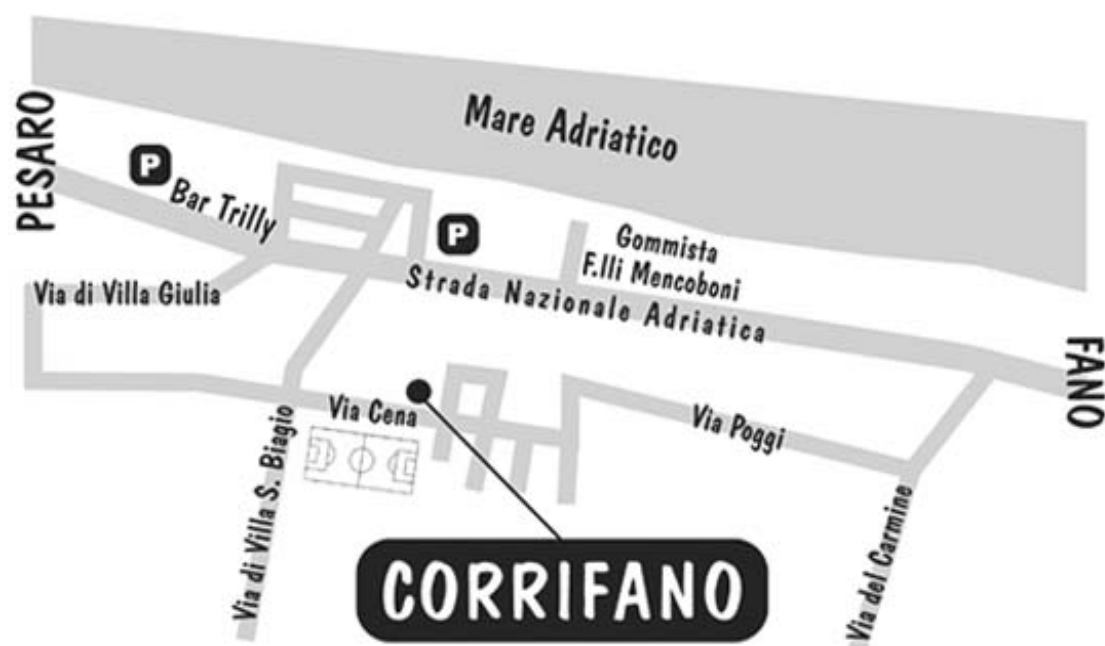 Mare Adriatico
PESARO
P
Bar Trilly
P
Gommista
F.lli Mencoboni
Strada Nazionale Adriatica
Via di Villa Giulia
FANO
Via Cena
Via Poggi
Via di Villa S. Biagio
Via del Carmine
CORRIFANO